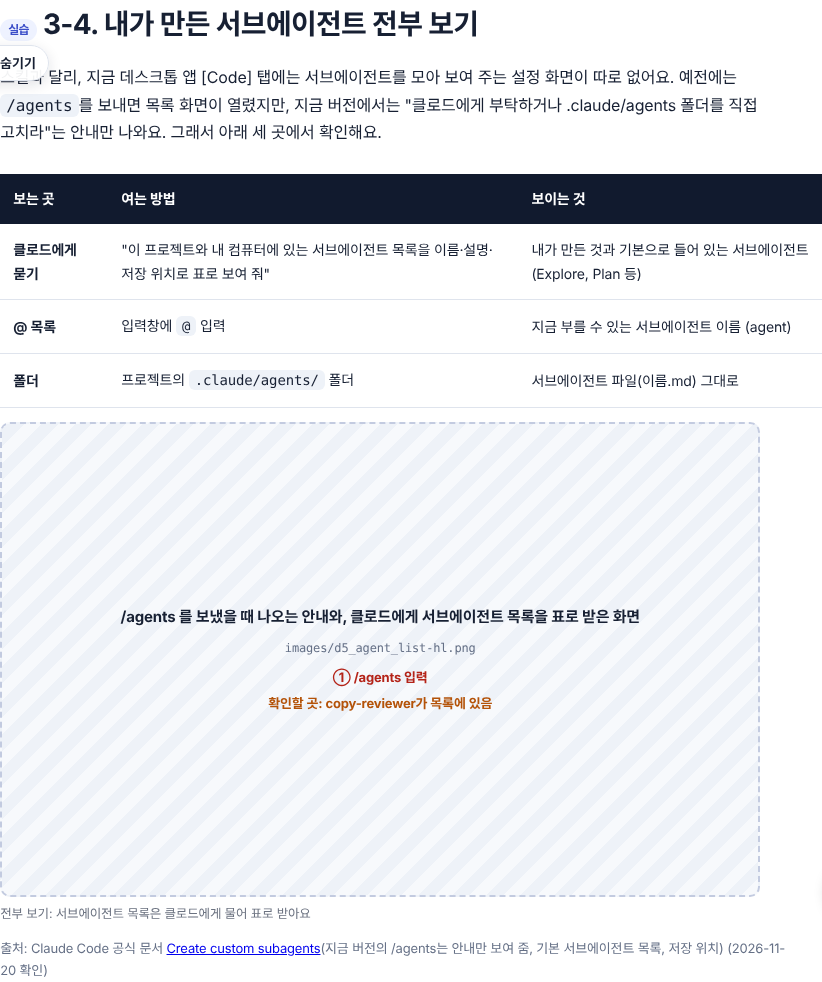 실습 3-4. 내가 만든 서브에이전트 전부 보기
숨기기
달리, 지금 데스크톱 앱 [Code] 탭에는 서브에이전트를 모아 보여 주는 설정 화면이 따로 없어요. 예전에는
/agents 를 보내면 목록 화면이 열렸지만, 지금 버전에서는 "클로드에게 부탁하거나 .claude/agents 폴더를 직접
고치라"는 안내만 나와요. 그래서 아래 세 곳에서 확인해요.
보는 곳 여는 방법 보이는 것
클로드에게 묻기 "이 프로젝트와 내 컴퓨터에 있는 서브에이전트 목록을 이름·설명·
저장 위치로 표로 보여 줘"
내가 만든 것과 기본으로 들어 있는 서브에이전트
(Explore, Plan 등)
@ 목록 입력창에 @ 입력 지금 부를 수 있는 서브에이전트 이름 (agent)
폴더 프로젝트의 .claude/agents/ 폴더 서브에이전트 파일(이름.md) 그대로
/agents 를 보냈을 때 나오는 안내와, 클로드에게 서브에이전트 목록을 표로 받은 화면
images/d5_agent_list-hl.png
① /agents 입력
확인할 곳: copy-reviewer가 목록에 있음
전부 보기: 서브에이전트 목록은 클로드에게 물어 표로 받아요
출처: Claude Code 공식 문서 Create custom subagents(지금 버전의 /agents는 안내만 보여 줌, 기본 서브에이전트 목록, 저장 위치) (2026-11-
20 확인)